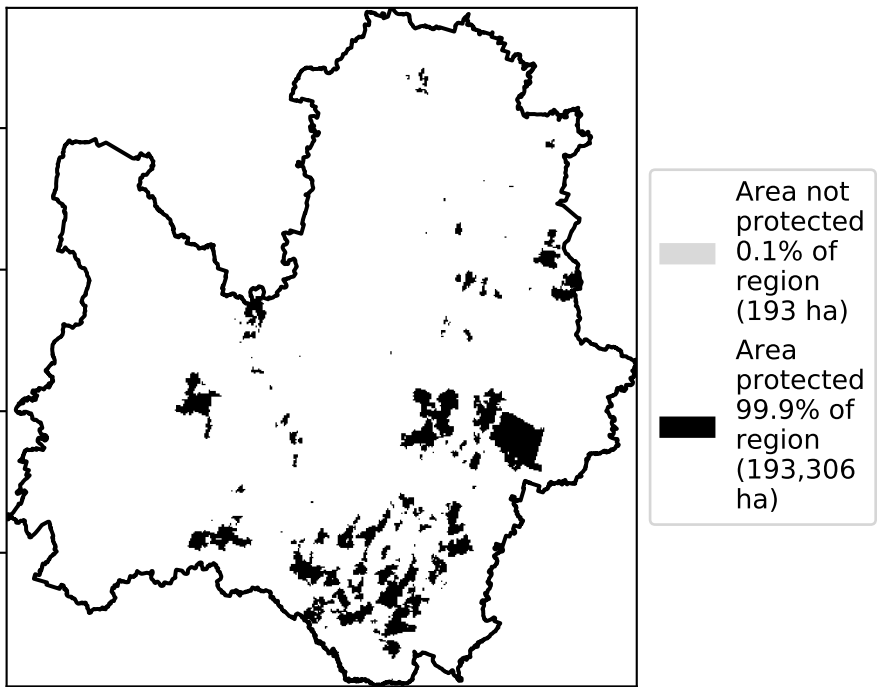 Area not
protected
0.1% of
region
(193 ha)
Area
protected
99.9% of
region
(193,306
ha)